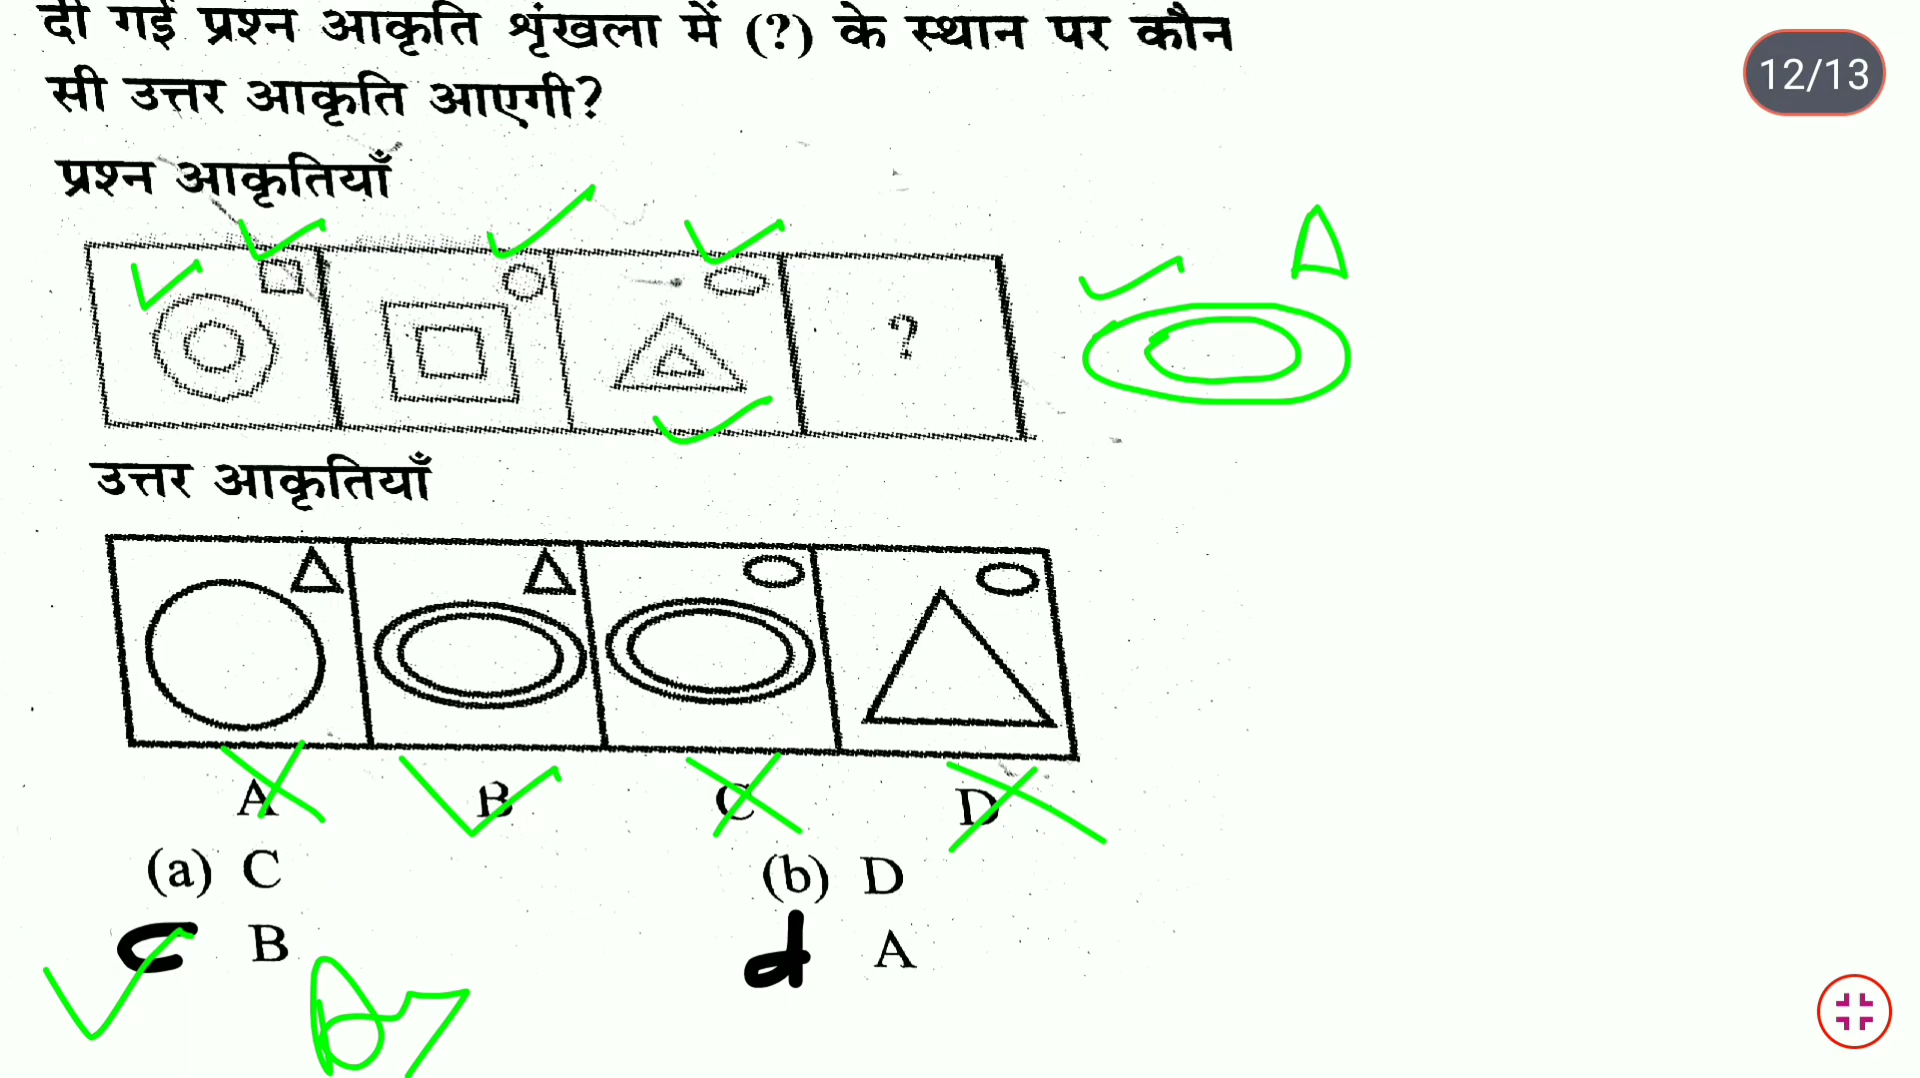 दी गई प्रश्न आकृति श्रृंखला में (?) के स्थान पर कौन
12/13
सी उत्तर आकृति आएगी?
प्रश्न आकृतियाँ
?
उत्तर आकृतियाँ
A B C D
(a) C (b) D
c B d A